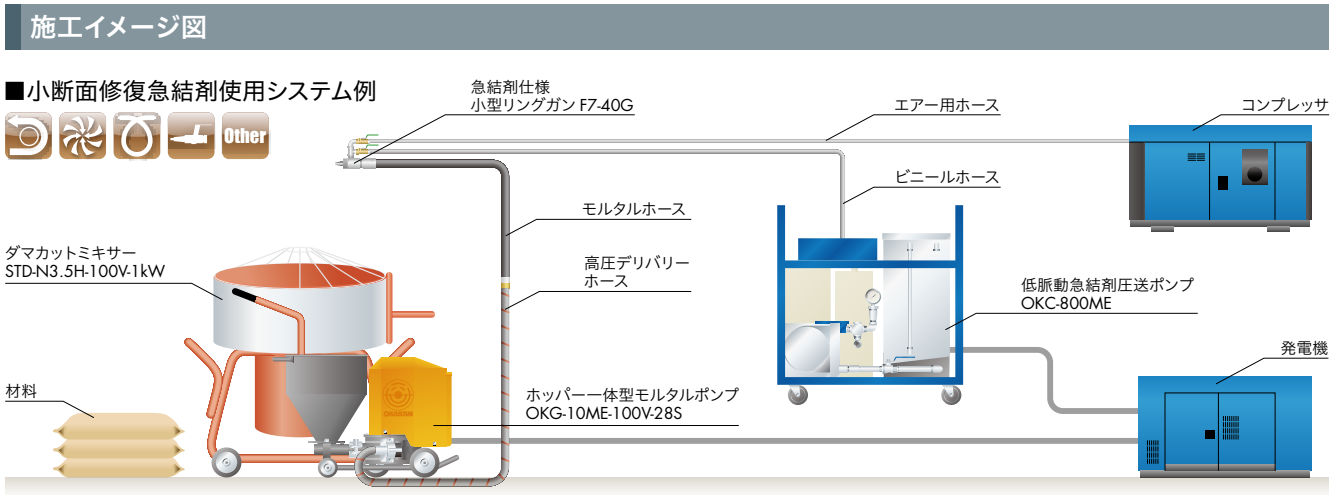 施工イメージ図
■小断面修復急結剤使用システム例
Other
急結剤仕様
小型リングガン F7-40G
エアー用ホース
コンプレッサ
ビニールホース
モルタルホース
ダマカットミキサー
STD-N3.5H-100V-1kW
高圧デリバリー
ホース
低脈動急結剤圧送ポンプ
OKC-800ME
発電機
材料
ホッパー一体型モルタルポンプ
OKG-10ME-100V-28S